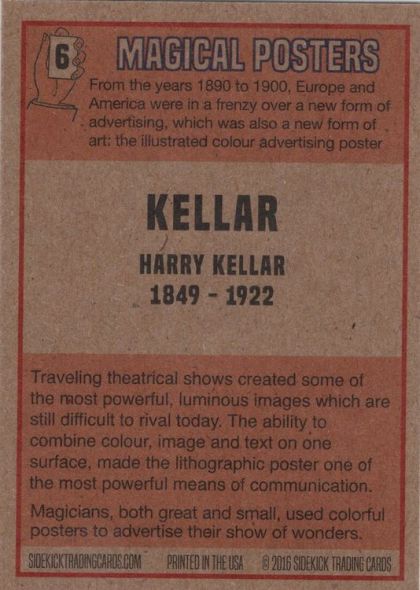 6
MAGICAL POSTERS
From the years 1890 to 1900, Europe and
America were in a frenzy over a new form of
advertising, which was also a new form of
art: the illustrated colour advertising poster
KELLAR
HARRY KELLAR
1849 - 1922
Traveling theatrical shows created some of
the most powerful, luminous images which are
still difficult to rival today. The ability to
combine colour, image and text on one
surface, made the lithographic poster one of
the most powerful means of communication.
Magicians, both great and small, used colorful
posters to advertise their show of wonders.
SIDEKICKTRADINGCARDS.COM PRINTED IN THE USA © 2016 SIDEKICK TRADING CARDS